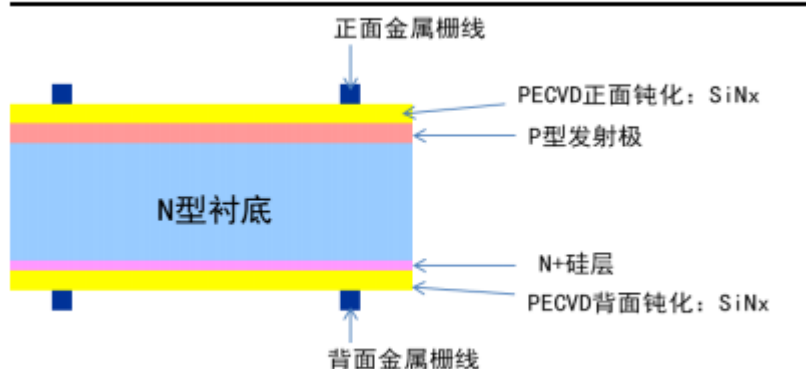 正面金属栅线
PECVD正面钝化：SiNx
P型发射极
N型衬底
N+硅层
PECVD背面钝化：SiNx
背面金属栅线